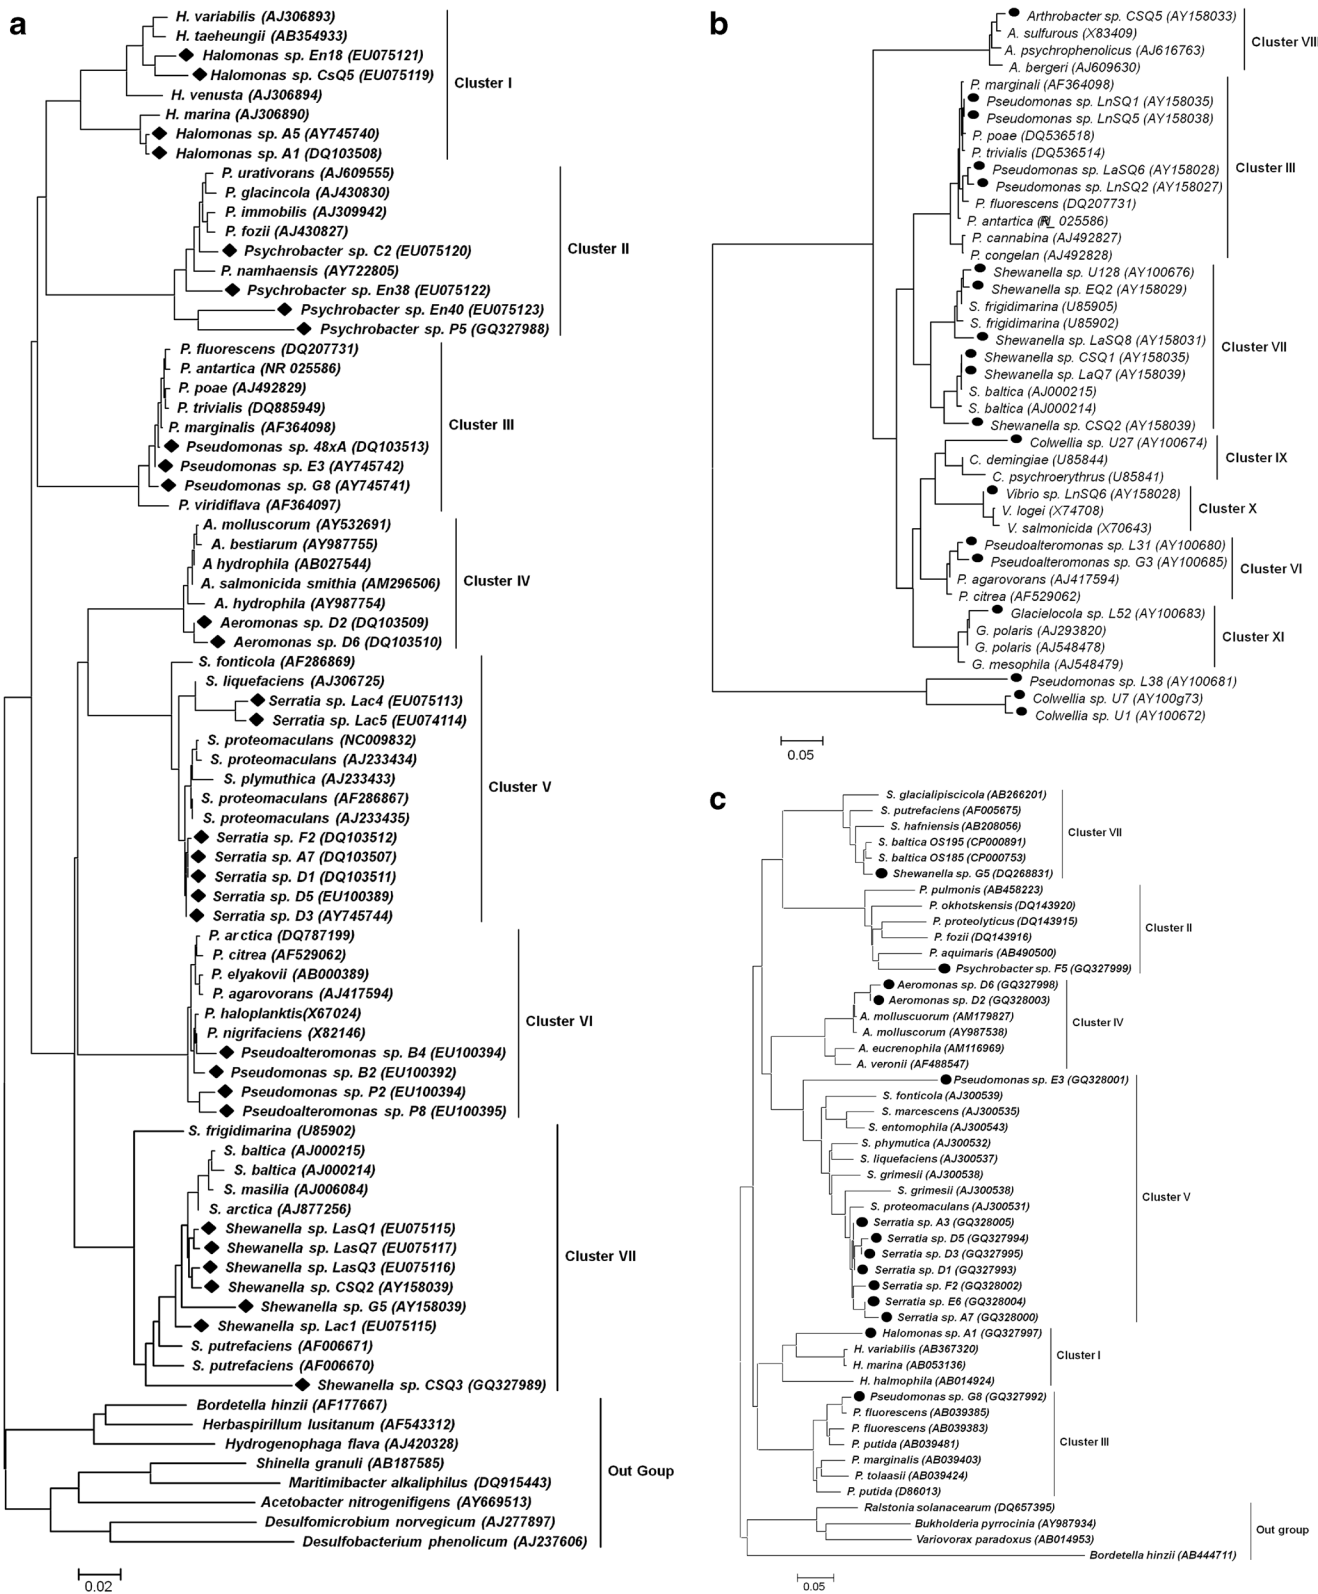 a
H. variabilis (AJ306893)
H. taeheungii (AB354933)
Halomonas sp. En18 (EU075121)
Halomonas sp. CsQ5 (EU075119)
H. venusta (AJ306894)
H. marina (AJ306890)
Halomonas sp. A5 (AY745740)
Halomonas sp. A1 (DQ103508)
Cluster I
P. urativorans (AJ609555)
P. glacincola (AJ430830)
P. immobilis (AJ309942)
P. fozii (AJ430827)
Psychrobacter sp. C2 (EU075120)
P. namhaensis (AY722805)
Psychrobacter sp. En38 (EU075122)
Psychrobacter sp. En40 (EU075123)
Psychrobacter sp. P5 (GQ327988)
Cluster II
P. fluorescens (DQ207731)
P. antartica (NR 025586)
P. poae (AJ492829)
P. trivialis (DQ885949)
P. marginalis (AF364098)
Pseudomonas sp. 48xA (DQ103513)
Pseudomonas sp. E3 (AY745742)
Pseudomonas sp. G8 (AY745741)
P. viridiflava (AF364097)
Cluster III
A. molluscorum (AY532691)
A. bestiarum (AY987755)
A hydrophila (AB027544)
A. salmonicida smithia (AM296506)
A. hydrophila (AY987754)
Aeromonas sp. D2 (DQ103509)
Aeromonas sp. D6 (DQ103510)
Cluster IV
S. fonticola (AF286869)
S. liquefaciens (AJ306725)
Serratia sp. Lac4 (EU075113)
Serratia sp. Lac5 (EU074114)
S. proteomaculans (NC009832)
S. proteomaculans (AJ233434)
S. plymuthica (AJ233433)
S. proteomaculans (AF286867)
S. proteomaculans (AJ233435)
Serratia sp. F2 (DQ103512)
Serratia sp. A7 (DQ103507)
Serratia sp. D1 (DQ103511)
Serratia sp. D5 (EU100389)
Serratia sp. D3 (AY745744)
Cluster V
P. arctica (DQ787199)
P. citrea (AF529062)
P. elyakovii (AB000389)
P. agarovorans (AJ417594)
P. haloplanktis(X67024)
P. nigrifaciens (X82146)
Pseudoalteromonas sp. B4 (EU100394)
Pseudomonas sp. B2 (EU100392)
Pseudomonas sp. P2 (EU100394)
Pseudoalteromonas sp. P8 (EU100395)
Cluster VI
S. frigidimarina (U85902)
S. baltica (AJ000215)
S. baltica (AJ000214)
S. masilia (AJ006084)
S. arctica (AJ877256)
Shewanella sp. LasQ1 (EU075115)
Shewanella sp. LasQ7 (EU075117)
Shewanella sp. LasQ3 (EU075116)
Shewanella sp. CSQ2 (AY158039)
Shewanella sp. G5 (AY158039)
Shewanella sp. Lac1 (EU075115)
S. putrefaciens (AF006671)
S. putrefaciens (AF006670)
Shewanella sp. CSQ3 (GQ327989)
Cluster VII
Bordetella hinzii (AF177667)
Herbaspirillum lusitanum (AF543312)
Hydrogenophaga flava (AJ420328)
Shinella granuli (AB187585)
Maritimibacter alkaliphilus (DQ915443)
Acetobacter nitrogenifigens (AY669513)
Desulfomicrobium norvegicum (AJ277897)
Desulfobacterium phenolicum (AJ237606)
Out Goup
0.02
b
Arthrobacter sp. CSQ5 (AY158033)
A. sulfurous (X83409)
A. psychrophenolicus (AJ616763)
A. bergeri (AJ609630)
Cluster VIII
P. marginali (AF364098)
Pseudomonas sp. LnSQ1 (AY158035)
Pseudomonas sp. LnSQ5 (AY158038)
P. poae (DQ536518)
P. trivialis (DQ536514)
Pseudomonas sp. LaSQ6 (AY158028)
Pseudomonas sp. LnSQ2 (AY158027)
P. fluorescens (DQ207731)
P. antartica ( _025586)
P. cannabina (AJ492827)
P. congelan (AJ492828)
Cluster III
Shewanella sp. U128 (AY100676)
Shewanella sp. EQ2 (AY158029)
S. frigidimarina (U85905)
S. frigidimarina (U85902)
Shewanella sp. LaSQ8 (AY158031)
Shewanella sp. CSQ1 (AY158035)
Shewanella sp. LaQ7 (AY158039)
S. baltica (AJ000215)
S. baltica (AJ000214)
Shewanella sp. CSQ2 (AY158039)
Cluster VII
Colwellia sp. U27 (AY100674)
C. demingiae (U85844)
C. psychroerythrus (U85841)
Cluster IX
Vibrio sp. LnSQ6 (AY158028)
V. logei (X74708)
V. salmonicida (X70643)
Cluster X
Pseudoalteromonas sp. L31 (AY100680)
Pseudoalteromonas sp. G3 (AY100685)
P. agarovorans (AJ417594)
P. citrea (AF529062)
Cluster VI
Glacielocola sp. L52 (AY100683)
G. polaris (AJ293820)
G. polaris (AJ548478)
G. mesophila (AJ548479)
Cluster XI
Pseudomonas sp. L38 (AY100681)
Colwellia sp. U7 (AY100g73)
Colwellia sp. U1 (AY100672)
0.05
c
S. glacialipiscicola (AB266201)
S. putrefaciens (AF005675)
S. hafniensis (AB208056)
S. baltica OS195 (CP000891)
S. baltica OS185 (CP000753)
Shewanella sp. G5 (DQ268831)
Cluster VII
P. pulmonis (AB458223)
P. okhotskensis (DQ143920)
P. proteolyticus (DQ143915)
P. fozii (DQ143916)
P. aquimaris (AB490500)
Psychrobacter sp. F5 (GQ327999)
Cluster II
Aeromonas sp. D6 (GQ327998)
Aeromonas sp. D2 (GQ328003)
A. molluscuorum (AM179827)
A. molluscorum (AY987538)
A. eucrenophila (AM116969)
A. veronii (AF488547)
Cluster IV
Pseudomonas sp. E3 (GQ328001)
S. fonticola (AJ300539)
S. marcescens (AJ300535)
S. entomophila (AJ300543)
S. phymutica (AJ300532)
S. liquefaciens (AJ300537)
S. grimesii (AJ300538)
S. grimesii (AJ300538)
S. proteomaculans (AJ300531)
Serratia sp. A3 (GQ328005)
Serratia sp. D5 (GQ327994)
Serratia sp. D3 (GQ327995)
Serratia sp. D1 (GQ327993)
Serratia sp. F2 (GQ328002)
Serratia sp. E6 (GQ328004)
Serratia sp. A7 (GQ328000)
Cluster V
Halomonas sp. A1 (GQ327997)
H. variabilis (AB367320)
H. marina (AB053136)
H. halmophila (AB014924)
Cluster I
Pseudomonas sp. G8 (GQ327992)
P. fluorescens (AB039385)
P. fluorescens (AB039383)
P. putida (AB039481)
P. marginalis (AB039403)
P. tolaasii (AB039424)
P. putida (D86013)
Cluster III
Ralstonia solanacearum (DQ657395)
Bukholderia pyrrocinia (AY987934)
Variovorax paradoxus (AB014953)
Bordetella hinzii (AB444711)
Out group
0.05